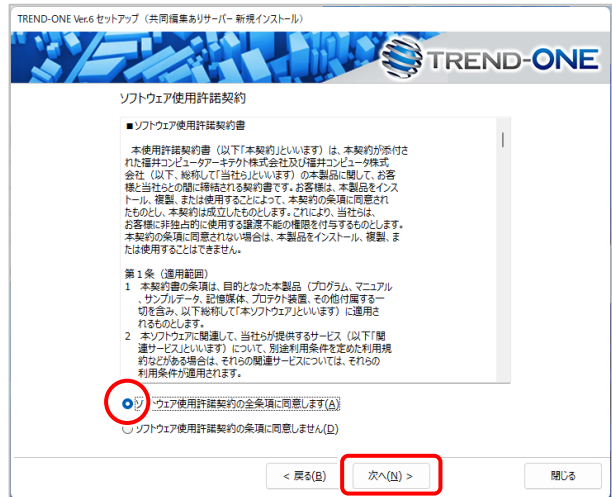 TREND-ONE Ver.6 セットアップ（共同編集ありサーバー 新規インストール）
TREND-ONE
ソフトウェア使用許諾契約
■ソフトウェア使用許諾契約書
本使用許諾契約書（以下「本契約」といいます）は、本契約が添付さ
れた福井コンピュータアーキテクト株式会社及び福井コンピュータ株式
会社（以下、総称して「当社ら」といいます）の本製品に関して、お客
様と当社らとの間に締結される契約書です。お客様は、本製品をインス
トール、複製、または使用することによって、本契約の条項に同意され
たものとし、本契約は成立したものとします。これにより、当社らは、
お客様に非独占的に使用する譲渡不能の権限を付与するものとします。
本契約の条項に同意されない場合は、本製品をインストール、複製、ま
たは使用することはできません。
第１条（適用範囲）
1　本契約書の条項は、目的となった本製品（プログラム、マニュアル
、サンプルデータ、記憶媒体、プロテクト装置、その他付属する一
切を含み、以下総称して「本ソフトウェア」といいます）に適用さ
れるものとします。
2　本ソフトウェアに関連して、当社らが提供するサービス（以下「関
連サービス」といいます）について、別途利用条件を定めた利用規
約などがある場合は、それらの関連サービスについては、それらの
利用条件が適用されます。
ソフトウェア使用許諾契約の全条項に同意します(A)
ソフトウェア使用許諾契約の条項に同意しません(D)
< 戻る(B)
次へ(N) >
閉じる